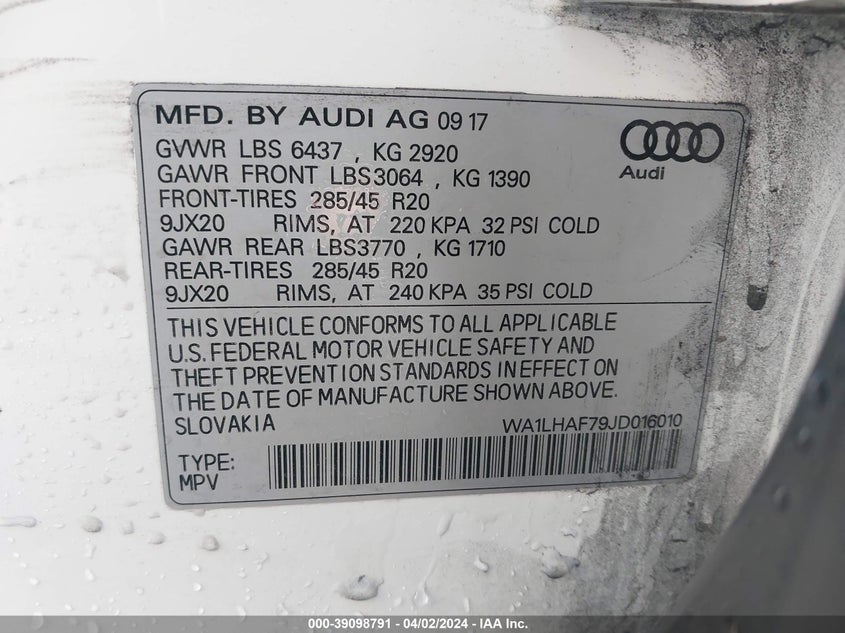 MFD. BY AUDI AG 09 17
GVWR LBS 6437 , KG 2920
GAWR FRONT LBS3064 , KG 1390
FRONT-TIRES 285/45 R20
9JX20 RIMS, AT 220 KPA 32 PSI COLD
GAWR REAR LBS3770 , KG 1710
REAR-TIRES 285/45 R20
9JX20 RIMS, AT 240 KPA 35 PSI COLD
Audi
THIS VEHICLE CONFORMS TO ALL APPLICABLE
U.S. FEDERAL MOTOR VEHICLE SAFETY AND
THEFT PREVENTION STANDARDS IN EFFECT ON
THE DATE OF MANUFACTURE SHOWN ABOVE.
SLOVAKIA WA1LHAF79JD016010
TYPE:
MPV
000-39098791 - 04/02/2024 - IAA Inc.